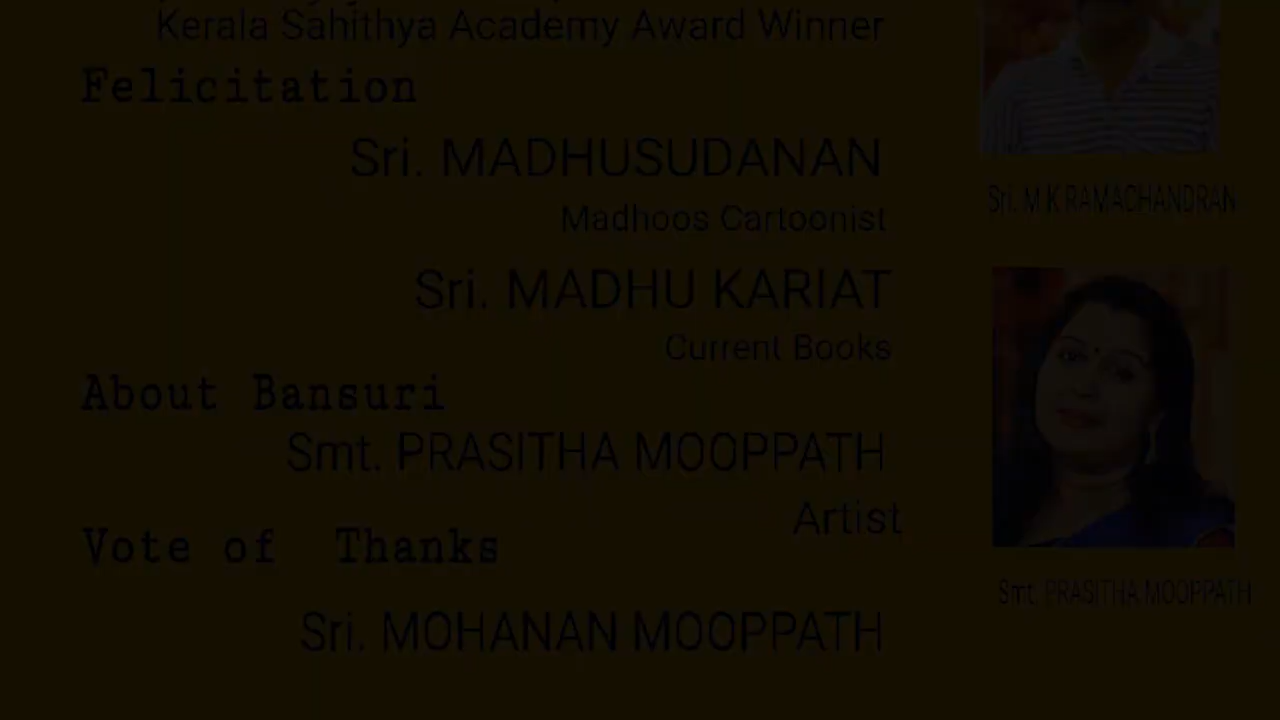 Kerala Sahithya Academy Award Winner
Felicitation
Sri. MADHUSUDANAN
Madhoos Cartoonist
Sri. MADHU KARIAT
Current Books
About Bansuri
Smt. PRASITHA MOOPPATH
Artist
Vote of Thanks
Sri. MOHANAN MOOPPATH
Sri. M K RAMACHANDRAN
Smt. PRASITHA MOOPPATH